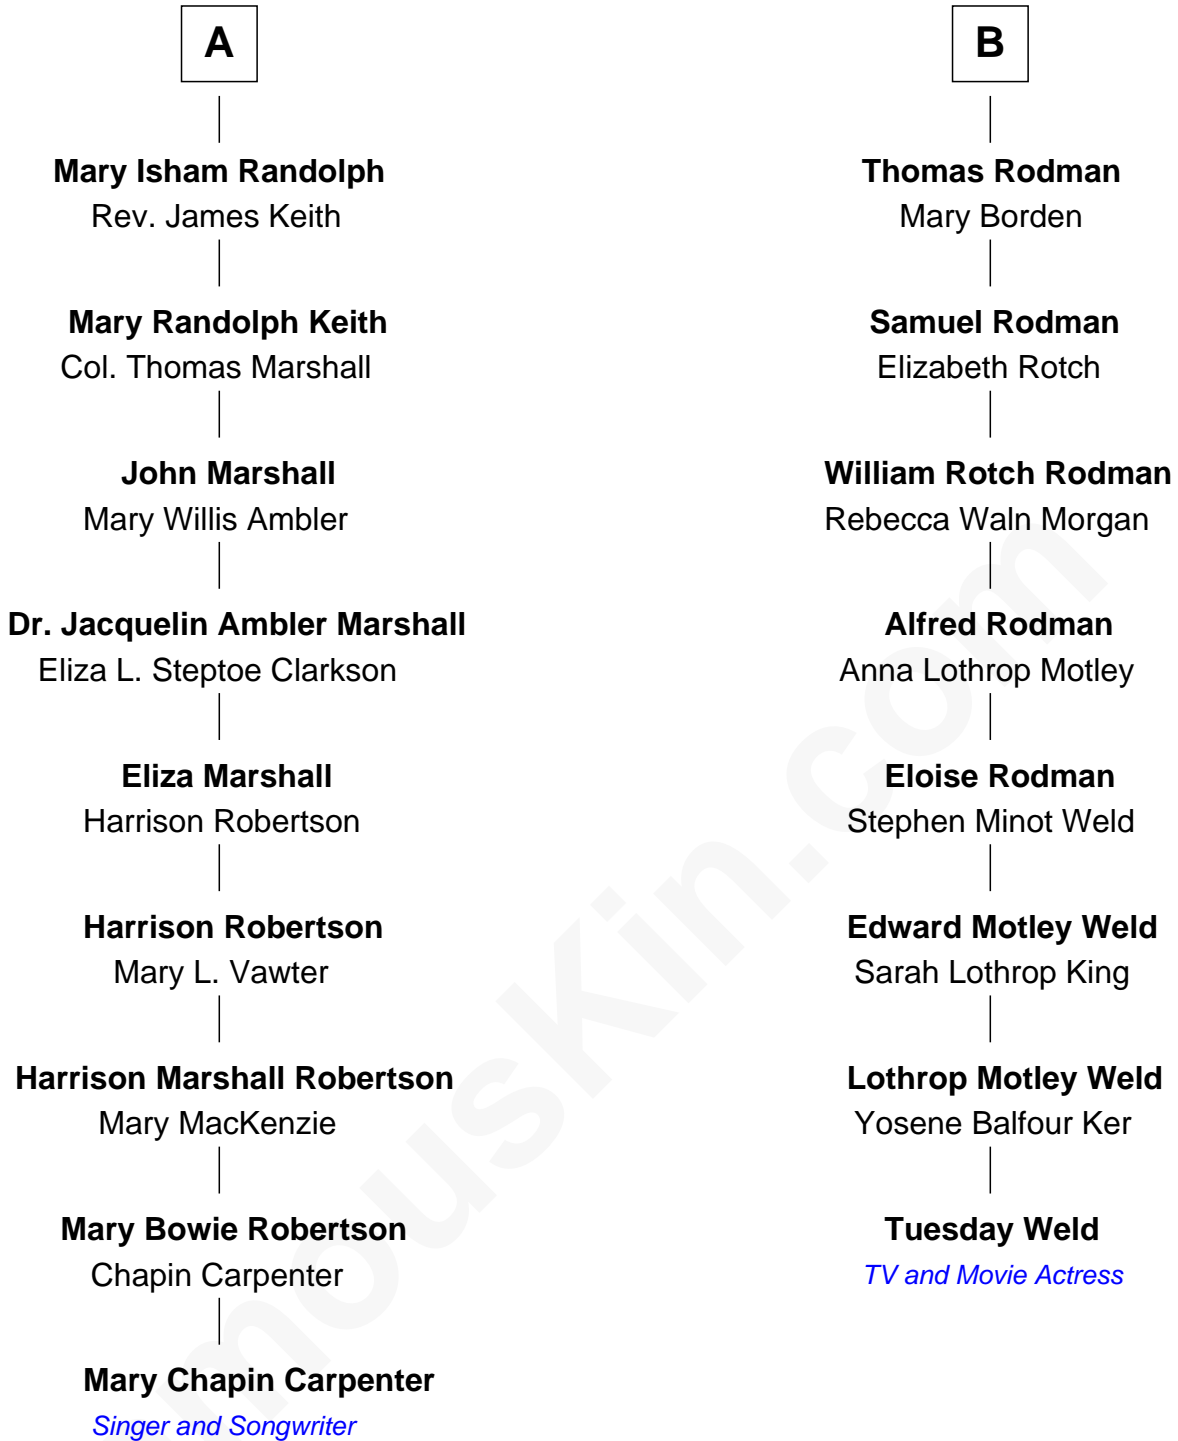 A
Mary Isham Randolph
Rev. James Keith
Mary Randolph Keith
Col. Thomas Marshall
John Marshall
Mary Willis Ambler
Dr. Jacquelin Ambler Marshall
Eliza L. Steptoe Clarkson
Eliza Marshall
Harrison Robertson
Harrison Robertson
Mary L. Vawter
Harrison Marshall Robertson
Mary MacKenzie
Mary Bowie Robertson
Chapin Carpenter
Mary Chapin Carpenter
Singer and Songwriter
B
Thomas Rodman
Mary Borden
Samuel Rodman
Elizabeth Rotch
William Rotch Rodman
Rebecca Waln Morgan
Alfred Rodman
Anna Lothrop Motley
Eloise Rodman
Stephen Minot Weld
Edward Motley Weld
Sarah Lothrop King
Lothrop Motley Weld
Yosene Balfour Ker
Tuesday Weld
TV and Movie Actress
mousKin.com